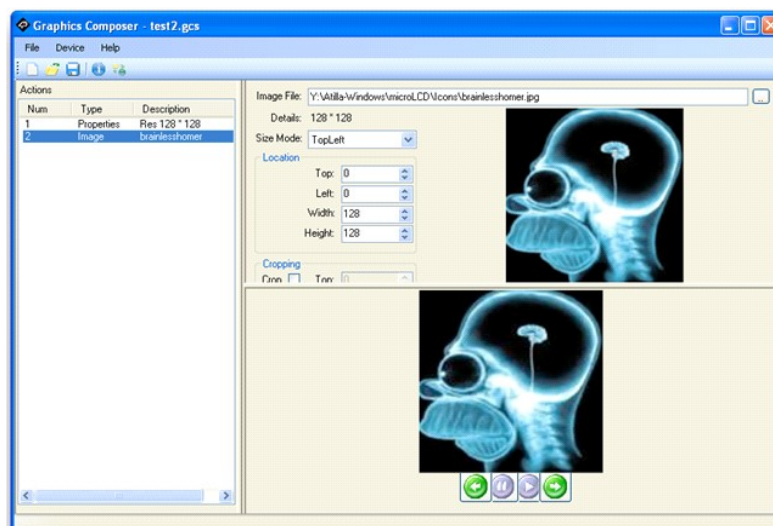 Graphics Composer - test2.gcs
File Device Help
Actions
Num Type Description
1 Properties Res 128 * 128
2 Image brainlesshomer
Image File: Y:\Atilla-Windows\microLCD\Icons\brainlesshomer.jpg ..
Details: 128 * 128
Size Mode: TopLeft
Location
Top: 0
Left: 0
Width: 128
Height: 128
Cropping
Crop Top: 0